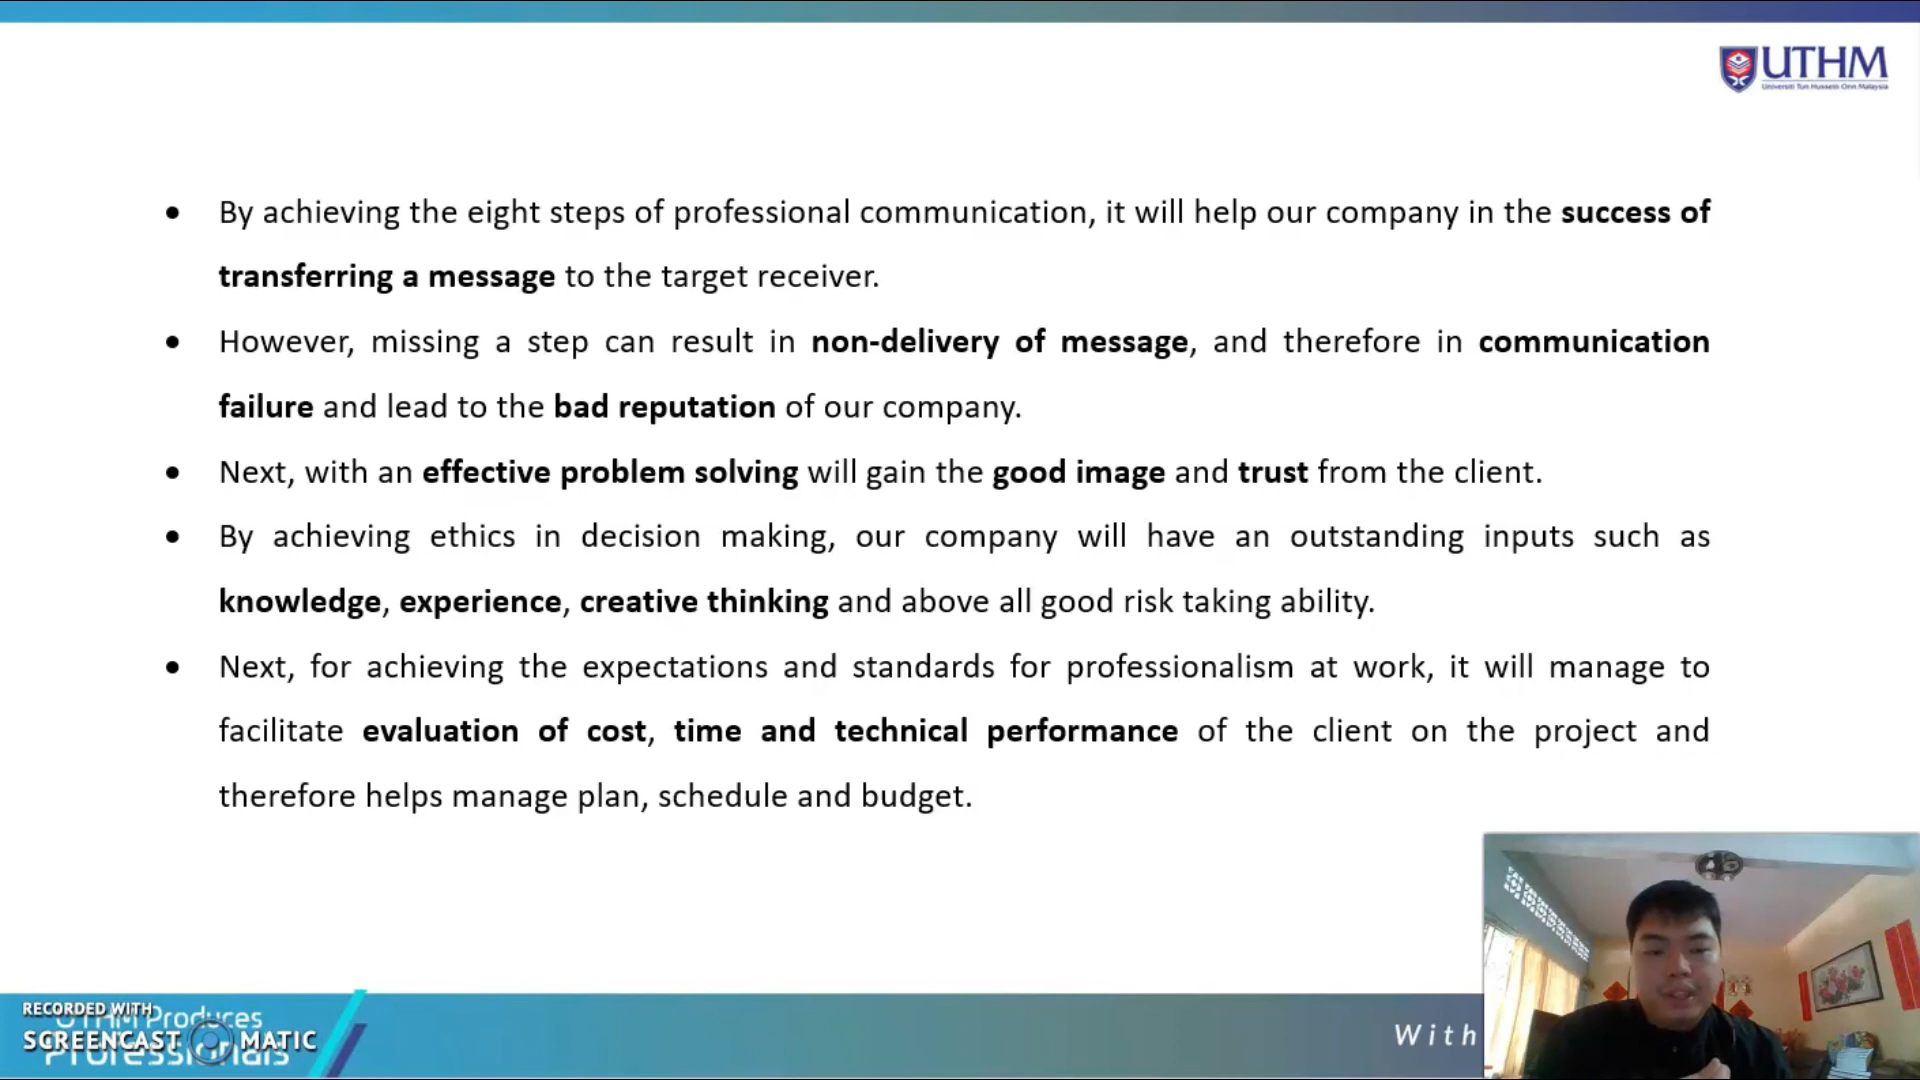 UTHM
Universiti Tun Hussein Onn Malaysia
• By achieving the eight steps of professional communication, it will help our company in the success of
transferring a message to the target receiver.
• However, missing a step can result in non-delivery of message, and therefore in communication
failure and lead to the bad reputation of our company.
• Next, with an effective problem solving will gain the good image and trust from the client.
• By achieving ethics in decision making, our company will have an outstanding inputs such as
knowledge, experience, creative thinking and above all good risk taking ability.
• Next, for achieving the expectations and standards for professionalism at work, it will manage to
facilitate evaluation of cost, time and technical performance of the client on the project and
therefore helps manage plan, schedule and budget.
RECORDED WITH
SCREENCAST MATIC
UTHM Produces
Professionals
With